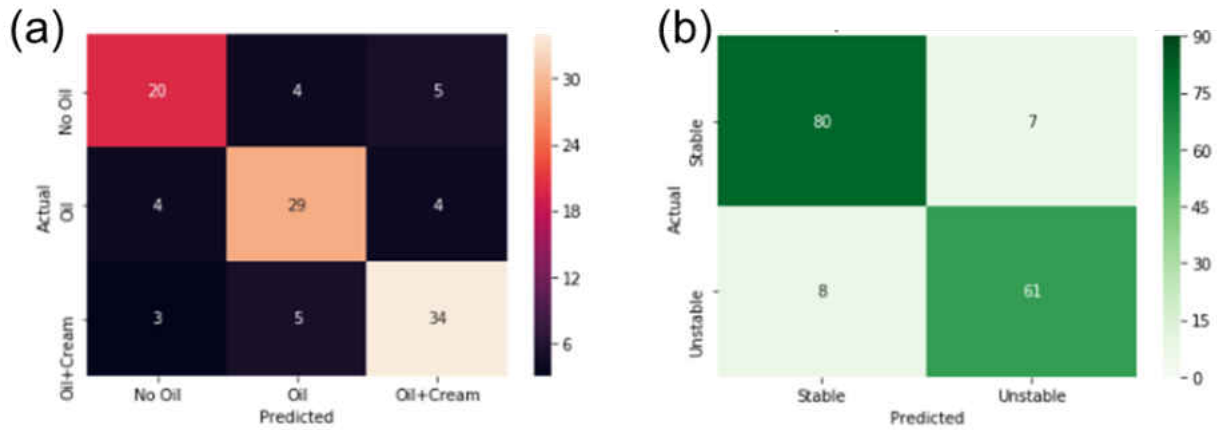 (a)
No Oil
Oil
Oil+Cream
Actual
20 4 5
4 29 4
3 5 34
No Oil Oil Oil+Cream
Predicted
30
24
18
12
6
(b)
Stable
Unstable
Actual
80 7
8 61
Stable Unstable
Predicted
90
75
60
45
30
15
0